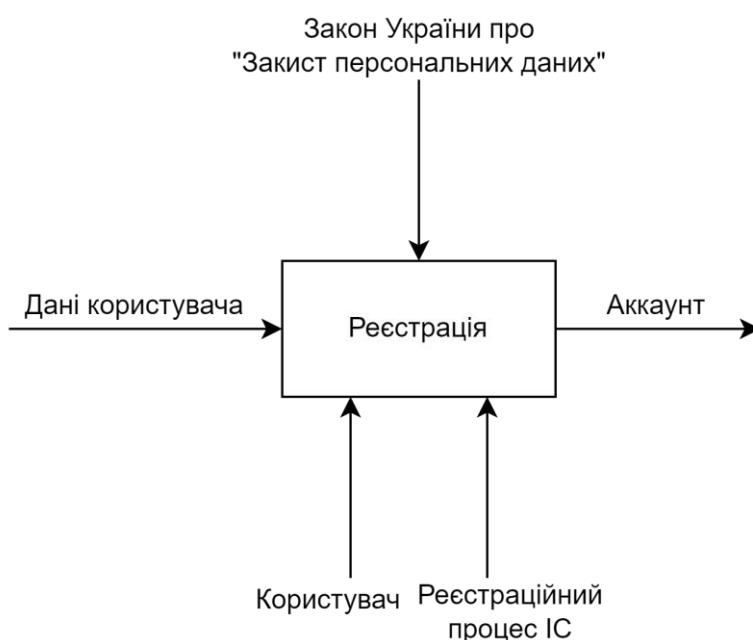 Закон України про
"Закист персональних даних"
Дані користувача
Реєстрація
Аккаунт
Користувач
Реєстраційний
процес ІС